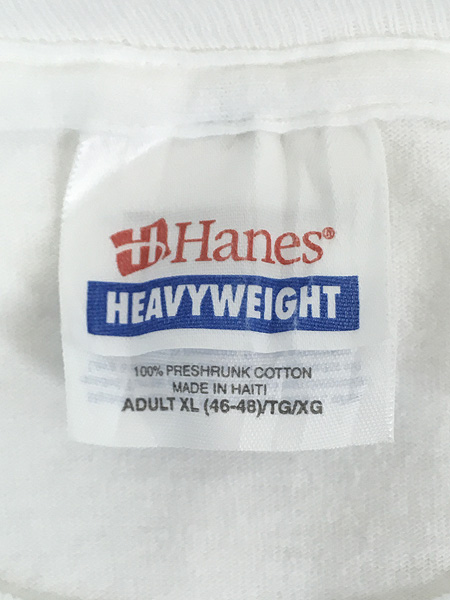 Hanes®
HEAVYWEIGHT
100% PRESHRUNK COTTON
MADE IN HAITI
ADULT XL (46-48)/TG/XG